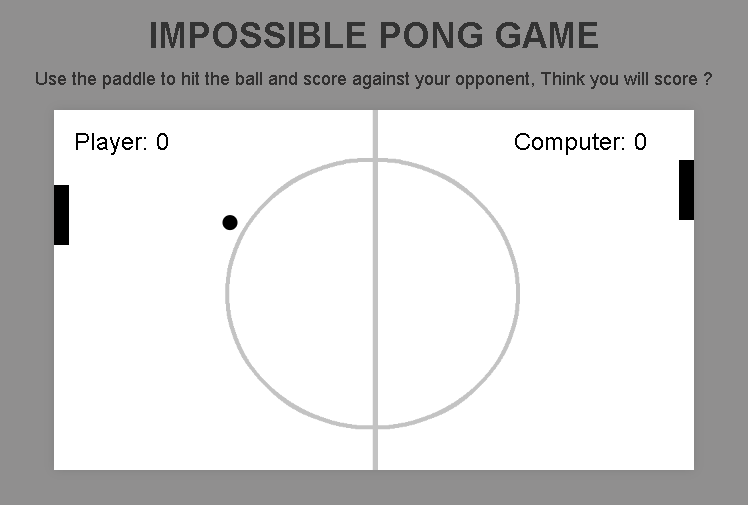 IMPOSSIBLE PONG GAME
Use the paddle to hit the ball and score against your opponent, Think you will score ?
Player: 0
Computer: 0